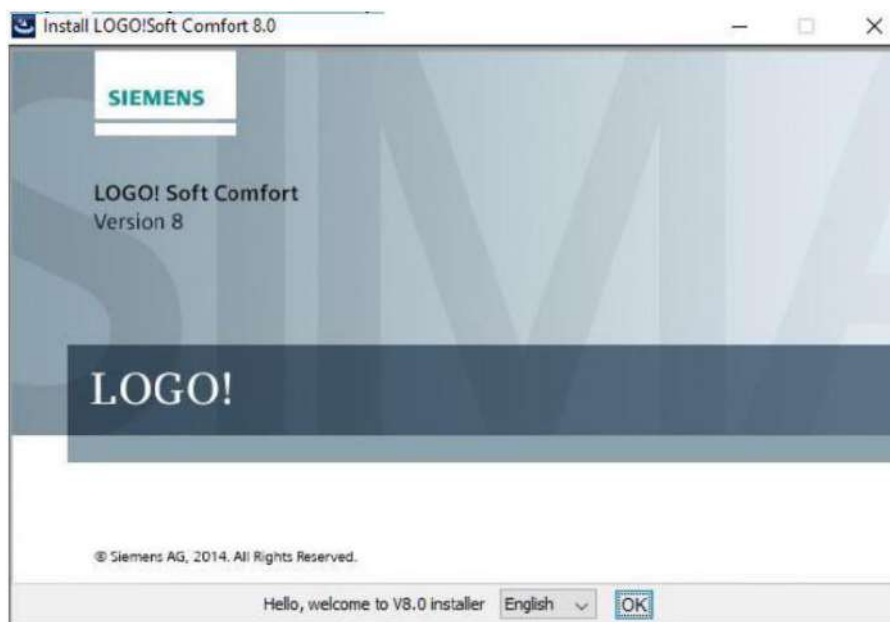 Install LOGO!Soft Comfort 8.0
SIEMENS
LOGO! Soft Comfort
Version 8
LOGO!
© Siemens AG, 2014. All Rights Reserved.
Hello, welcome to V8.0 installer English OK